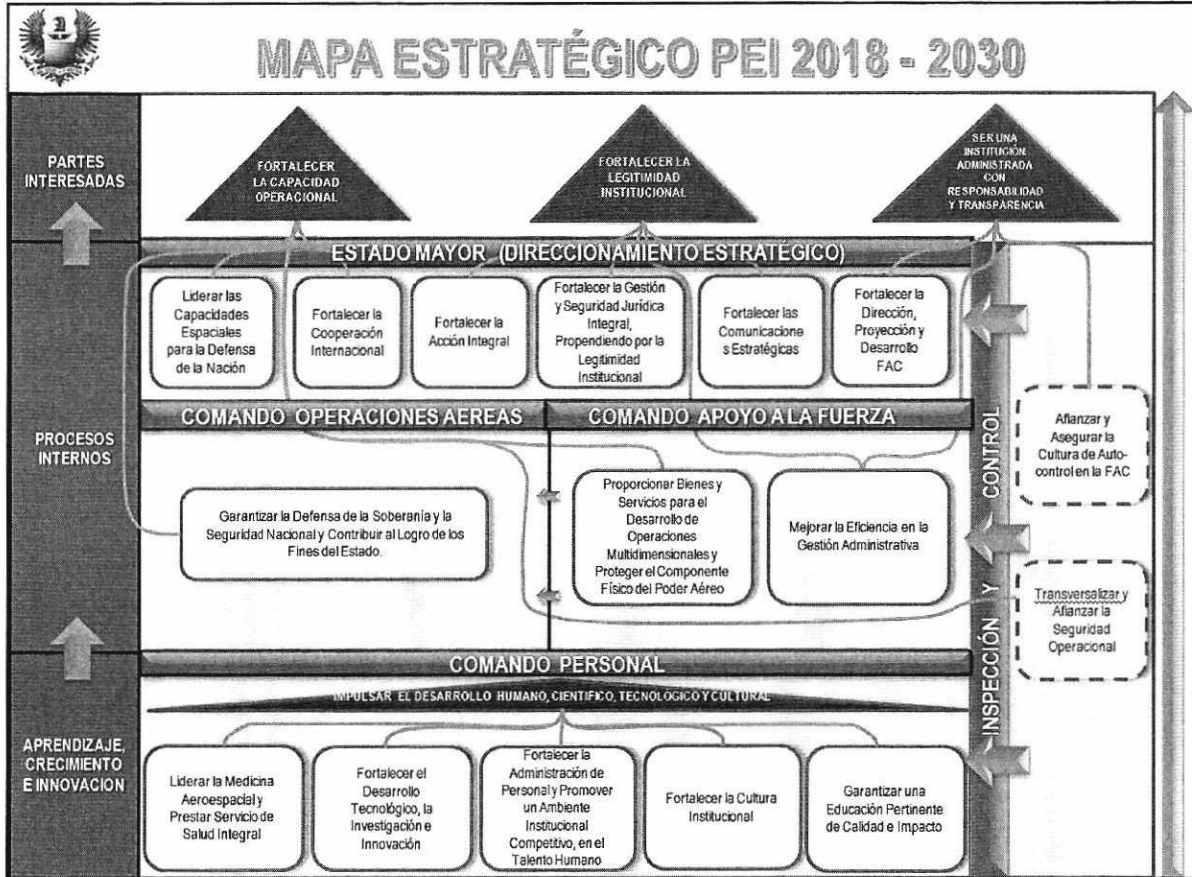 MAPA ESTRATÉGICO PEI 2018 - 2030
PARTES
INTERESADAS
FORTALECER
LA CAPACIDAD
OPERACIONAL
FORTALECER LA
LEGITIMIDAD
INSTITUCIONAL
SER UNA
INSTITUCIÓN
ADMINISTRADA
CON
RESPONSABILIDAD
Y TRANSPARENCIA
PROCESOS
INTERNOS
ESTADO MAYOR (DIRECCIONAMIENTO ESTRATÉGICO)
Liderar las
Capacidades
Espaciales
para la Defensa
de la Nación
Fortalecer la
Cooperación
Internacional
Fortalecer la
Acción Integral
Fortalecer la Gestión
y Seguridad Jurídica
Integral,
Propendiendo por la
Legitimidad
Institucional
Fortalecer las
Comunicacione
s Estratégicas
Fortalecer la
Dirección,
Proyección y
Desarrollo
FAC
COMANDO OPERACIONES AEREAS
COMANDO APOYO A LA FUERZA
Garantizar la Defensa de la Soberanía y la
Seguridad Nacional y Contribuir al Logro de los
Fines del Estado.
Proporcionar Bienes y
Servicios para el
Desarrollo de
Operaciones
Multidimensionales y
Proteger el Componente
Físico del Poder Aéreo
Mejorar la Eficiencia en la
Gestión Administrativa
INSPECCIÓN Y CONTROL
Afianzar y
Asegurar la
Cultura de Auto-
control en la FAC
Transversalizar y
Afianzar la
Seguridad
Operacional
APRENDIZAJE,
CRECIMIENTO
E INNOVACION
COMANDO PERSONAL
IMPULSAR EL DESARROLLO HUMANO, CIENTÍFICO, TECNOLÓGICO Y CULTURAL
Liderar la Medicina
Aeroespacial y
Prestar Servicio de
Salud Integral
Fortalecer el
Desarrollo
Tecnológico, la
Investigación e
Innovación
Fortalecer la
Administración de
Personal y Promover
un Ambiente
Institucional
Competitivo, en el
Talento Humano
Fortalecer la Cultura
Institucional
Garantizar una
Educación Pertinente
de Calidad e Impacto